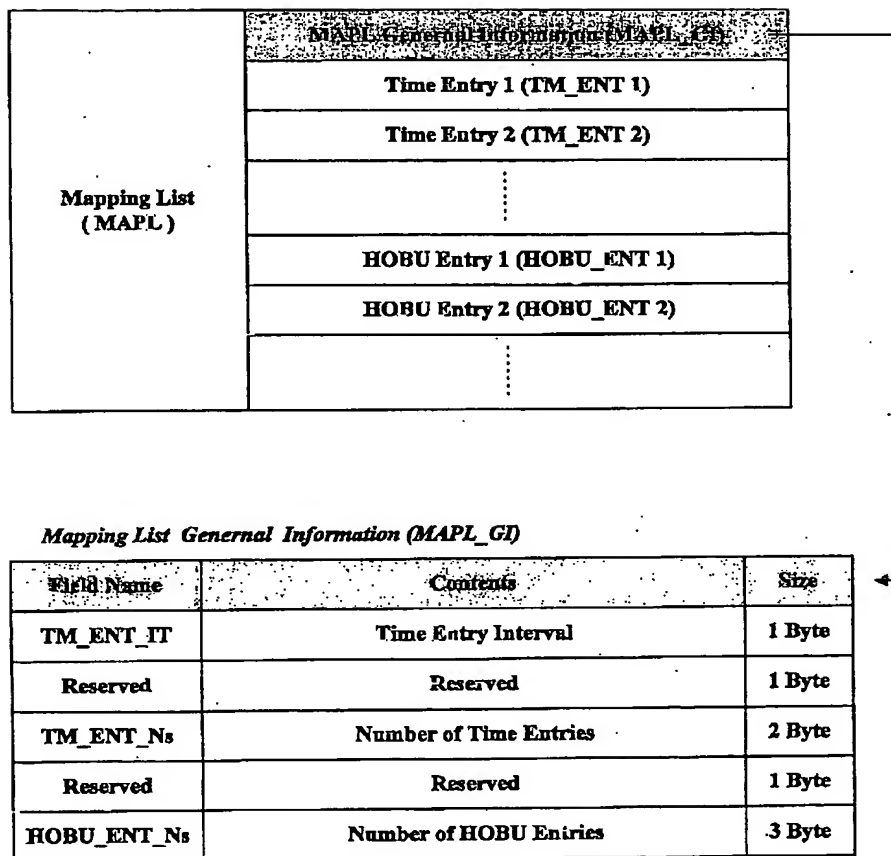 MAPL Genernal Information (MAPL_GI)
Time Entry 1 (TM_ENT 1)
Time Entry 2 (TM_ENT 2)
Mapping List
( MAPL )
HOBU Entry 1 (HOBU_ENT 1)
HOBU Entry 2 (HOBU_ENT 2)
Mapping List Genernal Information (MAPL_GI)
Field Name Contents Size
TM_ENT_IT Time Entry Interval 1 Byte
Reserved Reserved 1 Byte
TM_ENT_Ns Number of Time Entries 2 Byte
Reserved Reserved 1 Byte
HOBU_ENT_Ns Number of HOBU Entries 3 Byte